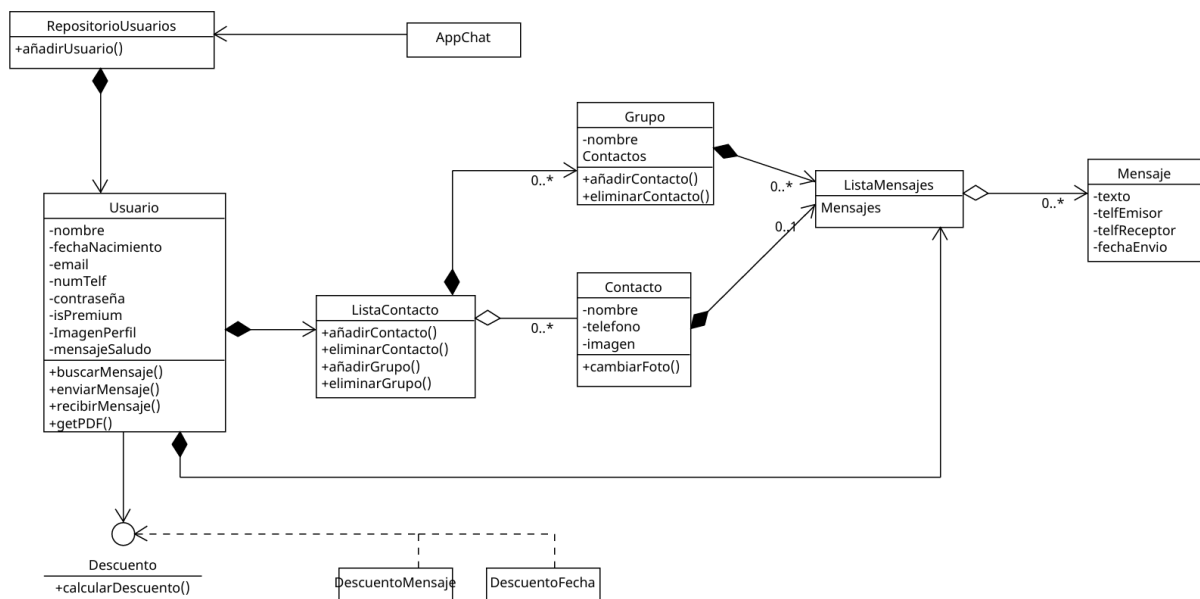 RepositorioUsuarios
+añadirUsuario()
AppChat
Grupo
-nombre
Contactos
+añadirContacto()
+eliminarContacto()
0..*
0..*
ListaMensajes
Mensajes
0..1
Mensaje
-texto
-telfEmisor
-telfReceptor
-fechaEnvio
0..*
Usuario
-nombre
-fechaNacimiento
-email
-numTelf
-contraseña
-isPremium
-ImagenPerfil
-mensajeSaludo
+buscarMensaje()
+enviarMensaje()
+recibirMensaje()
+getPDF()
ListaContacto
+añadirContacto()
+eliminarContacto()
+añadirGrupo()
+eliminarGrupo()
0..*
Contacto
-nombre
-telefono
-imagen
+cambiarFoto()
Descuento
+calcularDescuento()
DescuentoMensaje
DescuentoFecha